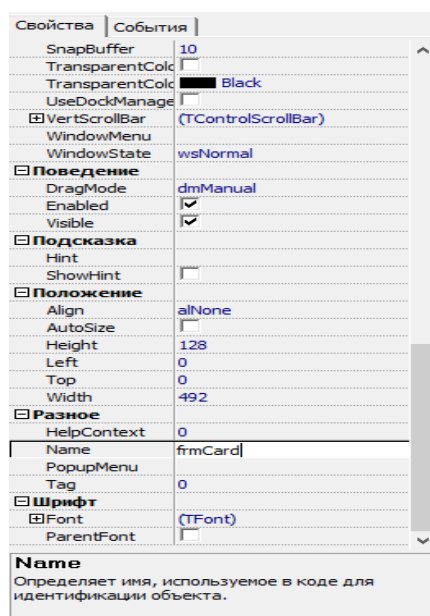 Свойства События
SnapBuffer 10
TransparentColo
TransparentColo Black
UseDockManage
VertScrollBar (TControlScrollBar)
WindowMenu
WindowState wsNormal
Поведение
DragMode dmManual
Enabled
Visible
Подсказка
Hint
ShowHint
Положение
Align alNone
AutoSize
Height 128
Left 0
Top 0
Width 492
Разное
HelpContext 0
Name frmCard
PopupMenu
Tag 0
Шрифт
Font (TFont)
ParentFont
Name
Определяет имя, используемое в коде для
идентификации объекта.